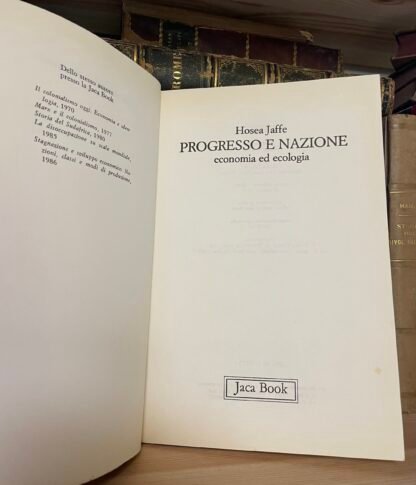 Dello stesso autore
presso la Jaca Book
Il colonialismo oggi. Economia e ideo-
logia, 1970
Marx e il colonialismo, 1977
Storia del Sudafrica, 1980
La disoccupazione su scala mondiale,
1985
Stagnazione e sviluppo economico. Na-
zioni, classi e modi di produzione,
1986
Hosea Jaffe
PROGRESSO E NAZIONE
economia ed ecologia
Jaca Book